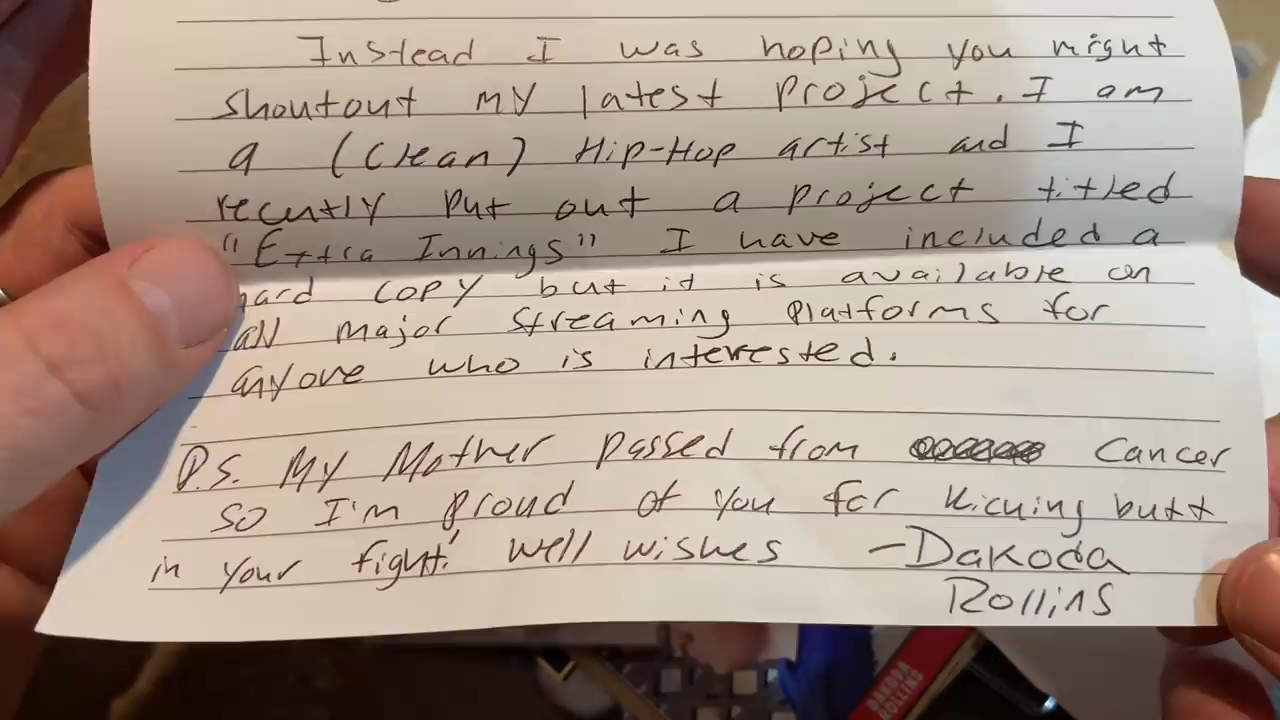 Instead I was hoping you might
shoutout my latest project. I am
a (clean) Hip-Hop artist and I
recently put out a project titled
"Extra Innings" I have included a
hard copy but it is available on
all major streaming platforms for
anyone who is interested.
P.S. My Mother passed from Cancer
so I'm proud of you for kicking butt
in your fight! well wishes -Dakoda
Rollins
DAKODA
ROLLINS